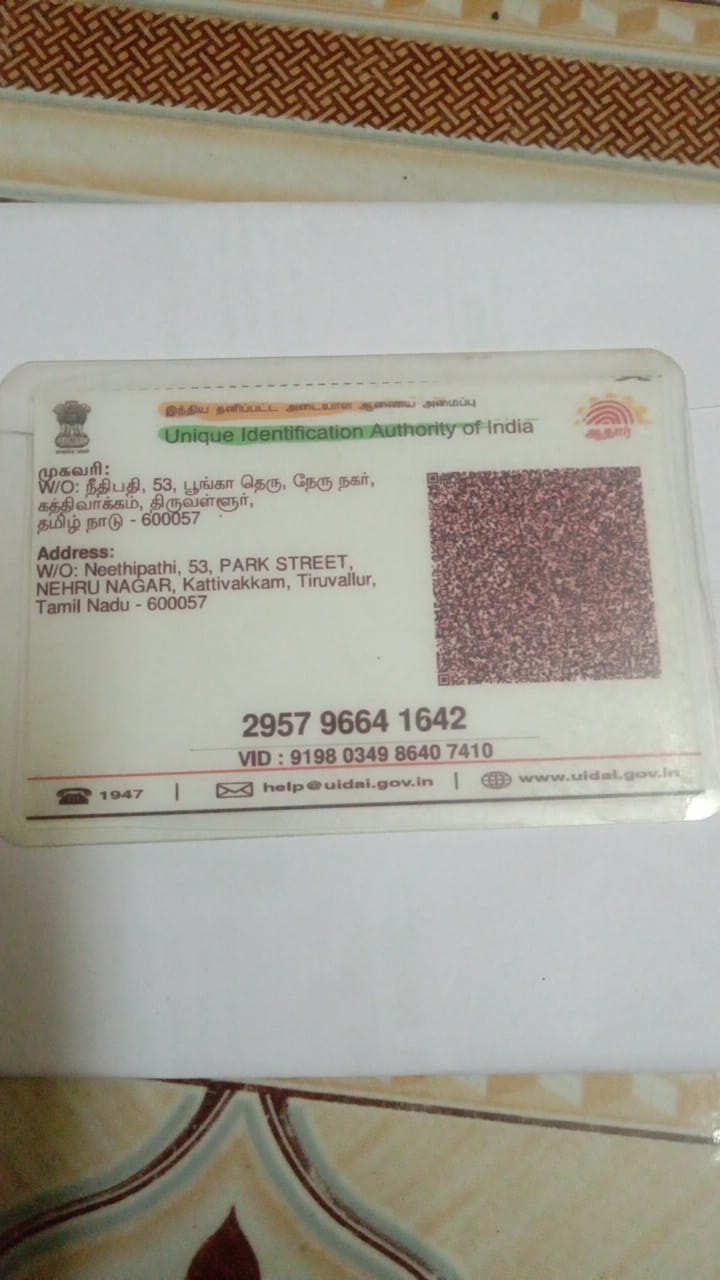 இந்திய தனிப்பட்ட அடையாள ஆணைய அமைப்பு
Unique Identification Authority of India
ஆதார்
முகவரி:
W/O: நீதிபதி, 53, பூங்கா தெரு, நேரு நகர்,
கத்திவாக்கம், திருவள்ளூர்,
தமிழ் நாடு - 600057
Address:
W/O: Neethipathi, 53, PARK STREET,
NEHRU NAGAR, Kattivakkam, Tiruvallur,
Tamil Nadu - 600057
2957 9664 1642
VID : 9198 0349 8640 7410
1947 | help@uidai.gov.in | www.uidai.gov.in